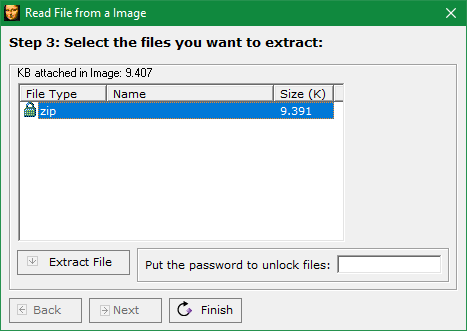 Read File from a Image
Step 3: Select the files you want to extract:
KB attached in Image: 9.407
File Type Name Size (K)
zip 9.391
Extract File
Put the password to unlock files:
Back Next Finish